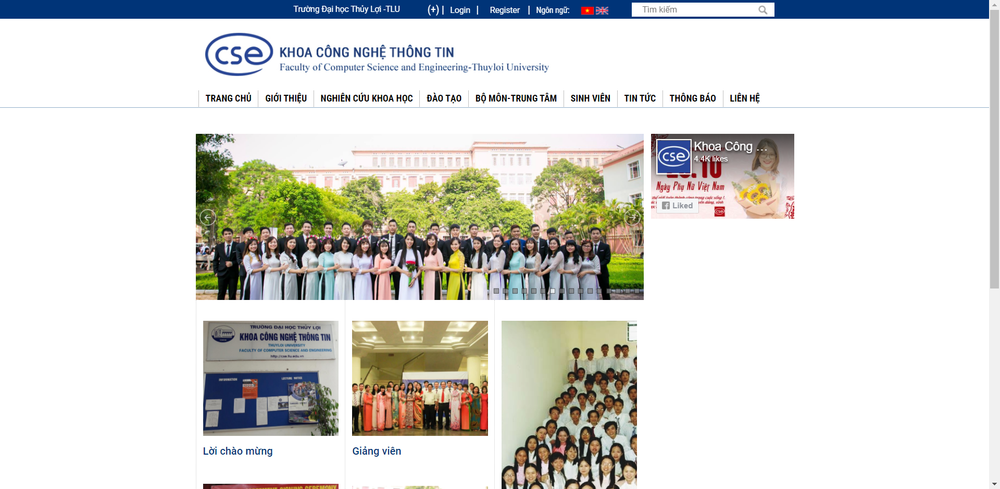 Trường Đại học Thủy Lợi -TLU
(+) | Login | Register | Ngôn ngữ:
Tìm kiếm
cse
KHOA CÔNG NGHỆ THÔNG TIN
Faculty of Computer Science and Engineering-Thuyloi University
TRANG CHỦ
GIỚI THIỆU
NGHIÊN CỨU KHOA HỌC
ĐÀO TẠO
BỘ MÔN-TRUNG TÂM
SINH VIÊN
TIN TỨC
THÔNG BÁO
LIÊN HỆ
cse
Khoa Công ...
4.4K likes
Ngày Phụ Nữ Việt Nam
Liked
cse
TRƯỜNG ĐẠI HỌC THỦY LỢI
KHOA CÔNG NGHỆ THÔNG TIN
THUYLOI UNIVERSITY
FACULTY OF COMPUTER SCIENCE AND ENGINEERING
http://cse.tlu.edu.vn
INFORMATION
LECTURE NOTICE
Lời chào mừng
Giảng viên
SIGNING CEREMONY